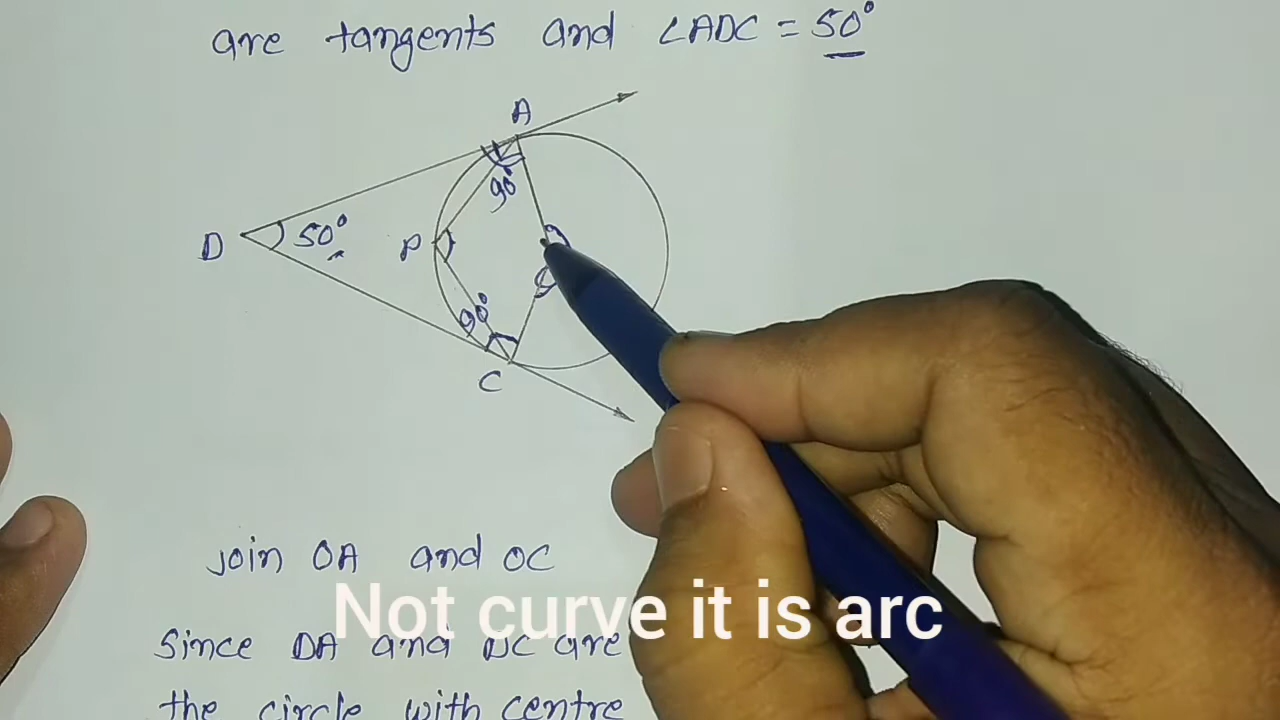 are tangents and ∠ADC = 50°
A
90°
D
50°
P
90°
C
Join OA and OC
Not curve it is arc
Since DA and DC are
the circle with centre